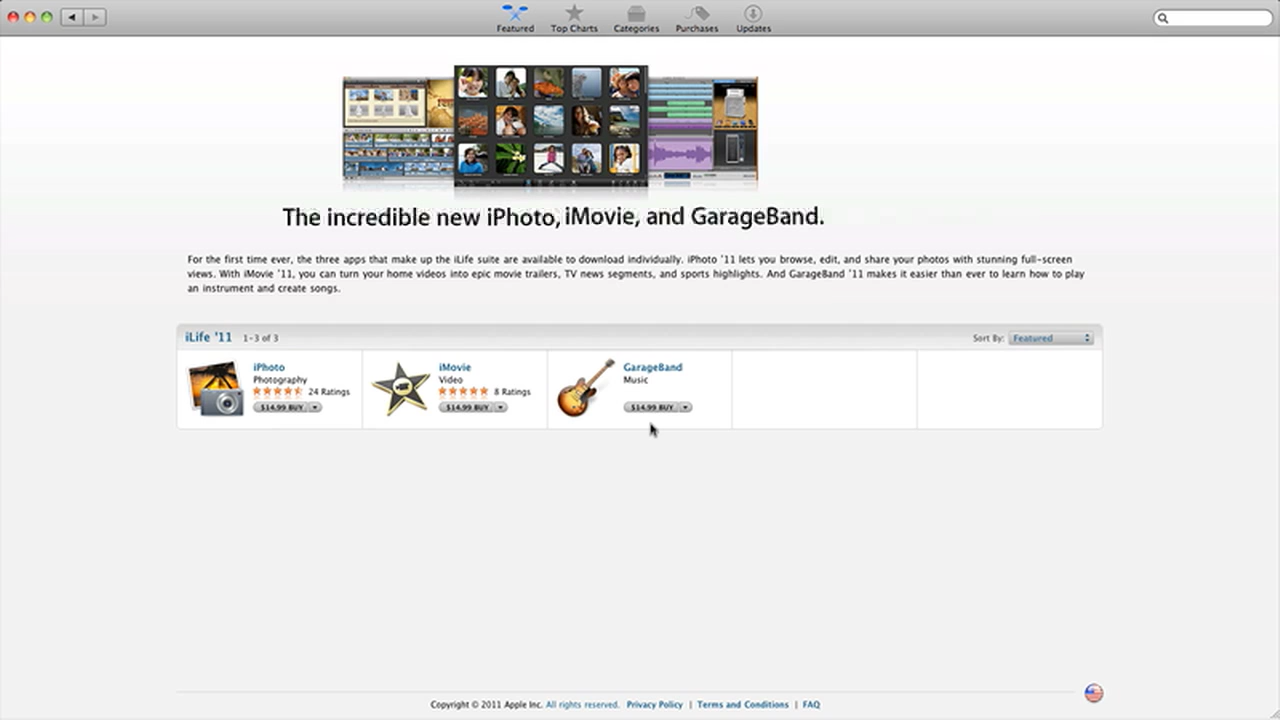 Featured
Top Charts
Categories
Purchases
Updates
The incredible new iPhoto, iMovie, and GarageBand.
For the first time ever, the three apps that make up the iLife suite are available to download individually. iPhoto '11 lets you browse, edit, and share your photos with stunning full-screen
views. With iMovie '11, you can turn your home videos into epic movie trailers, TV news segments, and sports highlights. And GarageBand '11 makes it easier than ever to learn how to play
an instrument and create songs.
iLife '11 1-3 of 3
Sort By: Featured
iPhoto
Photography
24 Ratings
$14.99 BUY
iMovie
Video
8 Ratings
$14.99 BUY
GarageBand
Music
$14.99 BUY
Copyright © 2011 Apple Inc. All rights reserved. Privacy Policy | Terms and Conditions | FAQ